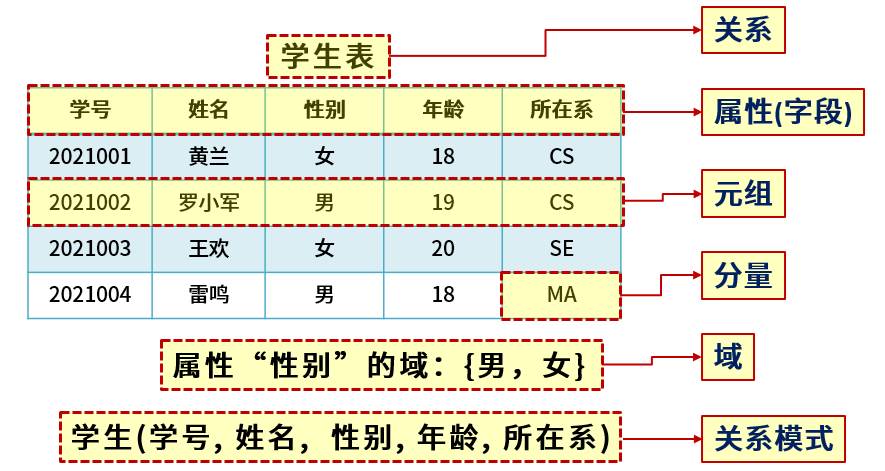 关系
学生表
学号 姓名 性别 年龄 所在系
属性(字段)
2021001 黄兰 女 18 CS
2021002 罗小军 男 19 CS
元组
2021003 王欢 女 20 SE
分量
2021004 雷鸣 男 18 MA
属性“性别”的域：{男，女}
域
学生(学号, 姓名, 性别, 年龄, 所在系)
关系模式